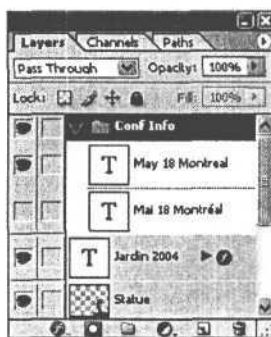 Layers Channels Paths
Pass Through Opacity: 100%
Lock: Fill: 100%
Conf Info
T May 18 Montreal
T Mai 18 Montréal
T Jardin 2004
Statue